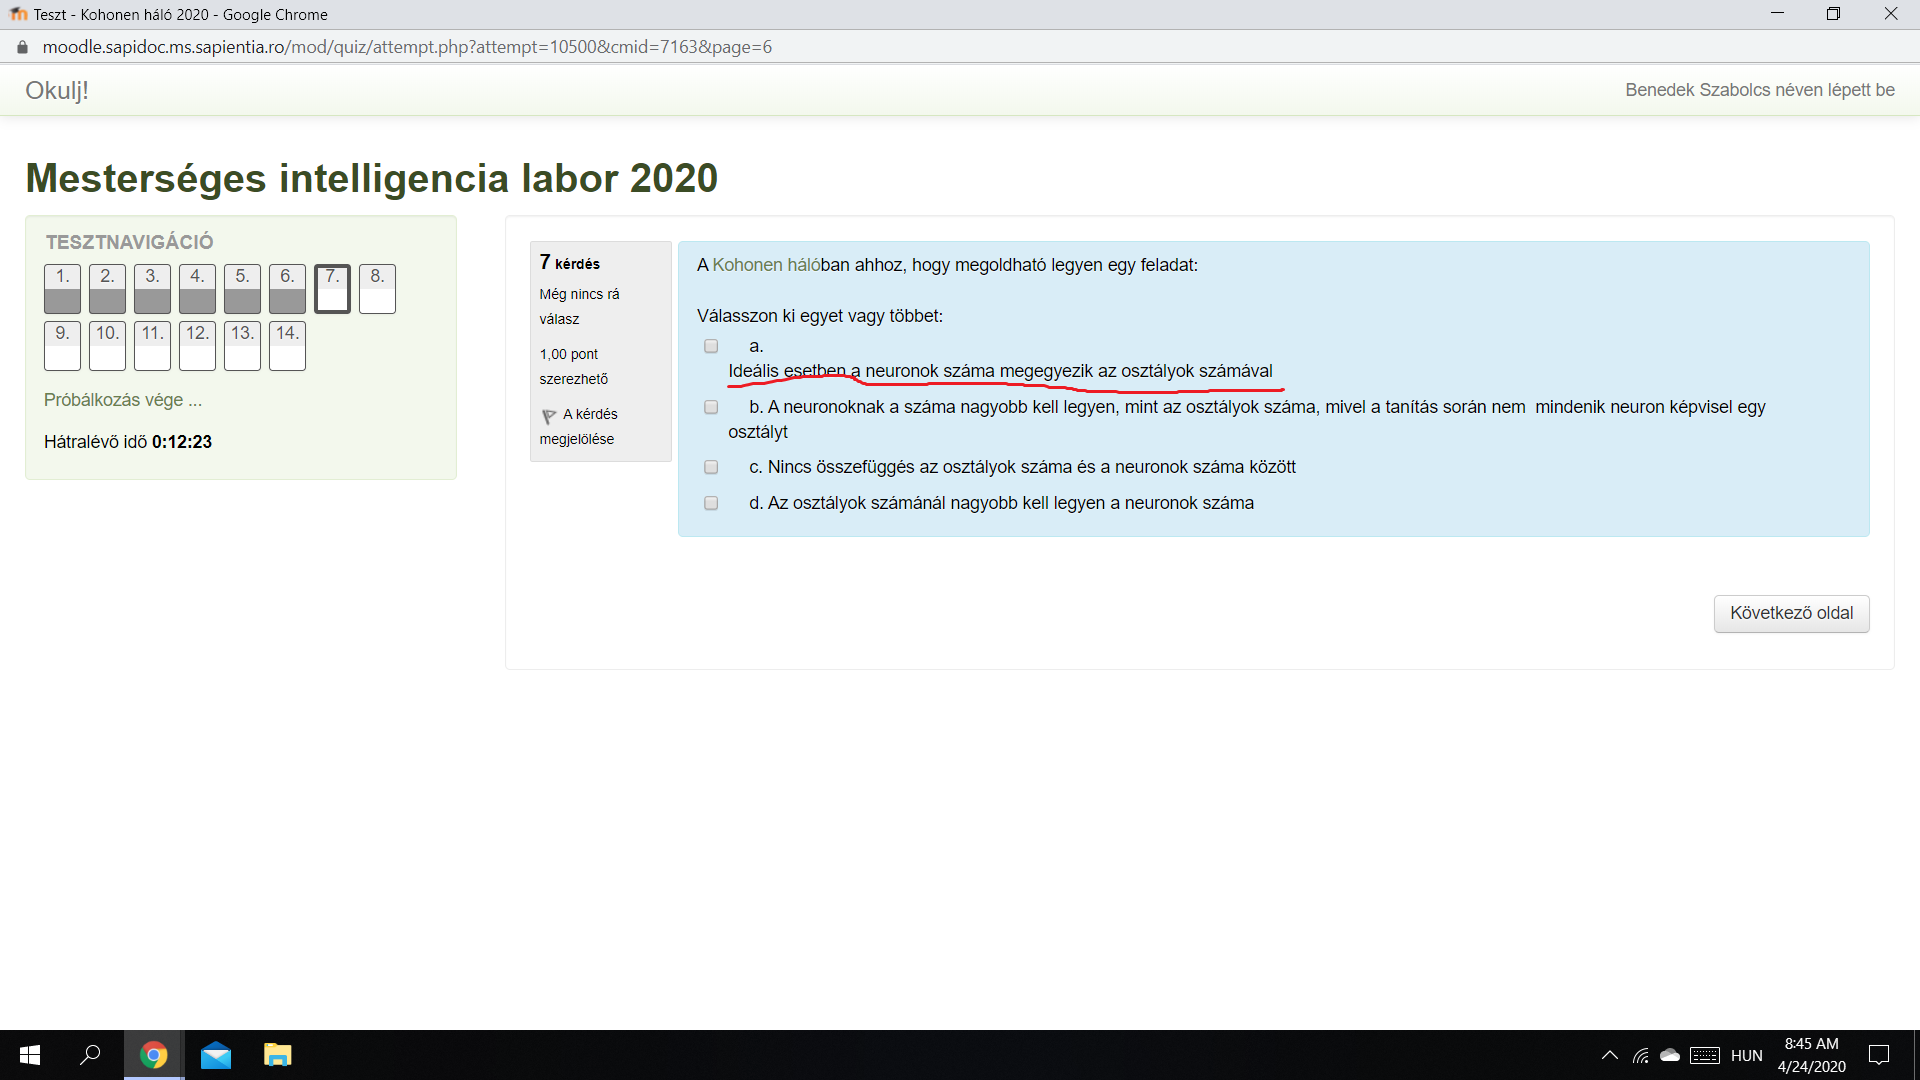 Teszt - Kohonen háló 2020 - Google Chrome
moodle.sapidoc.ms.sapientia.ro/mod/quiz/attempt.php?attempt=10500&cmid=7163&page=6
Okulj!
Benedek Szabolcs néven lépett be
Mesterséges intelligencia labor 2020
TESZTNAVIGÁCIÓ
1. 2. 3. 4. 5. 6. 7. 8.
9. 10. 11. 12. 13. 14.
Próbálkozás vége ...
Hátralévő idő 0:12:23
7 kérdés
Még nincs rá
válasz
1,00 pont
szerezhető
A kérdés
megjelölése
A Kohonen hálóban ahhoz, hogy megoldható legyen egy feladat:
Válasszon ki egyet vagy többet:
a.
Ideális esetben a neuronok száma megegyezik az osztályok számával
b. A neuronoknak a száma nagyobb kell legyen, mint az osztályok száma, mivel a tanítás során nem mindenik neuron képvisel egy
osztályt
c. Nincs összefüggés az osztályok száma és a neuronok száma között
d. Az osztályok számánál nagyobb kell legyen a neuronok száma
Következő oldal
HUN
8:45 AM
4/24/2020